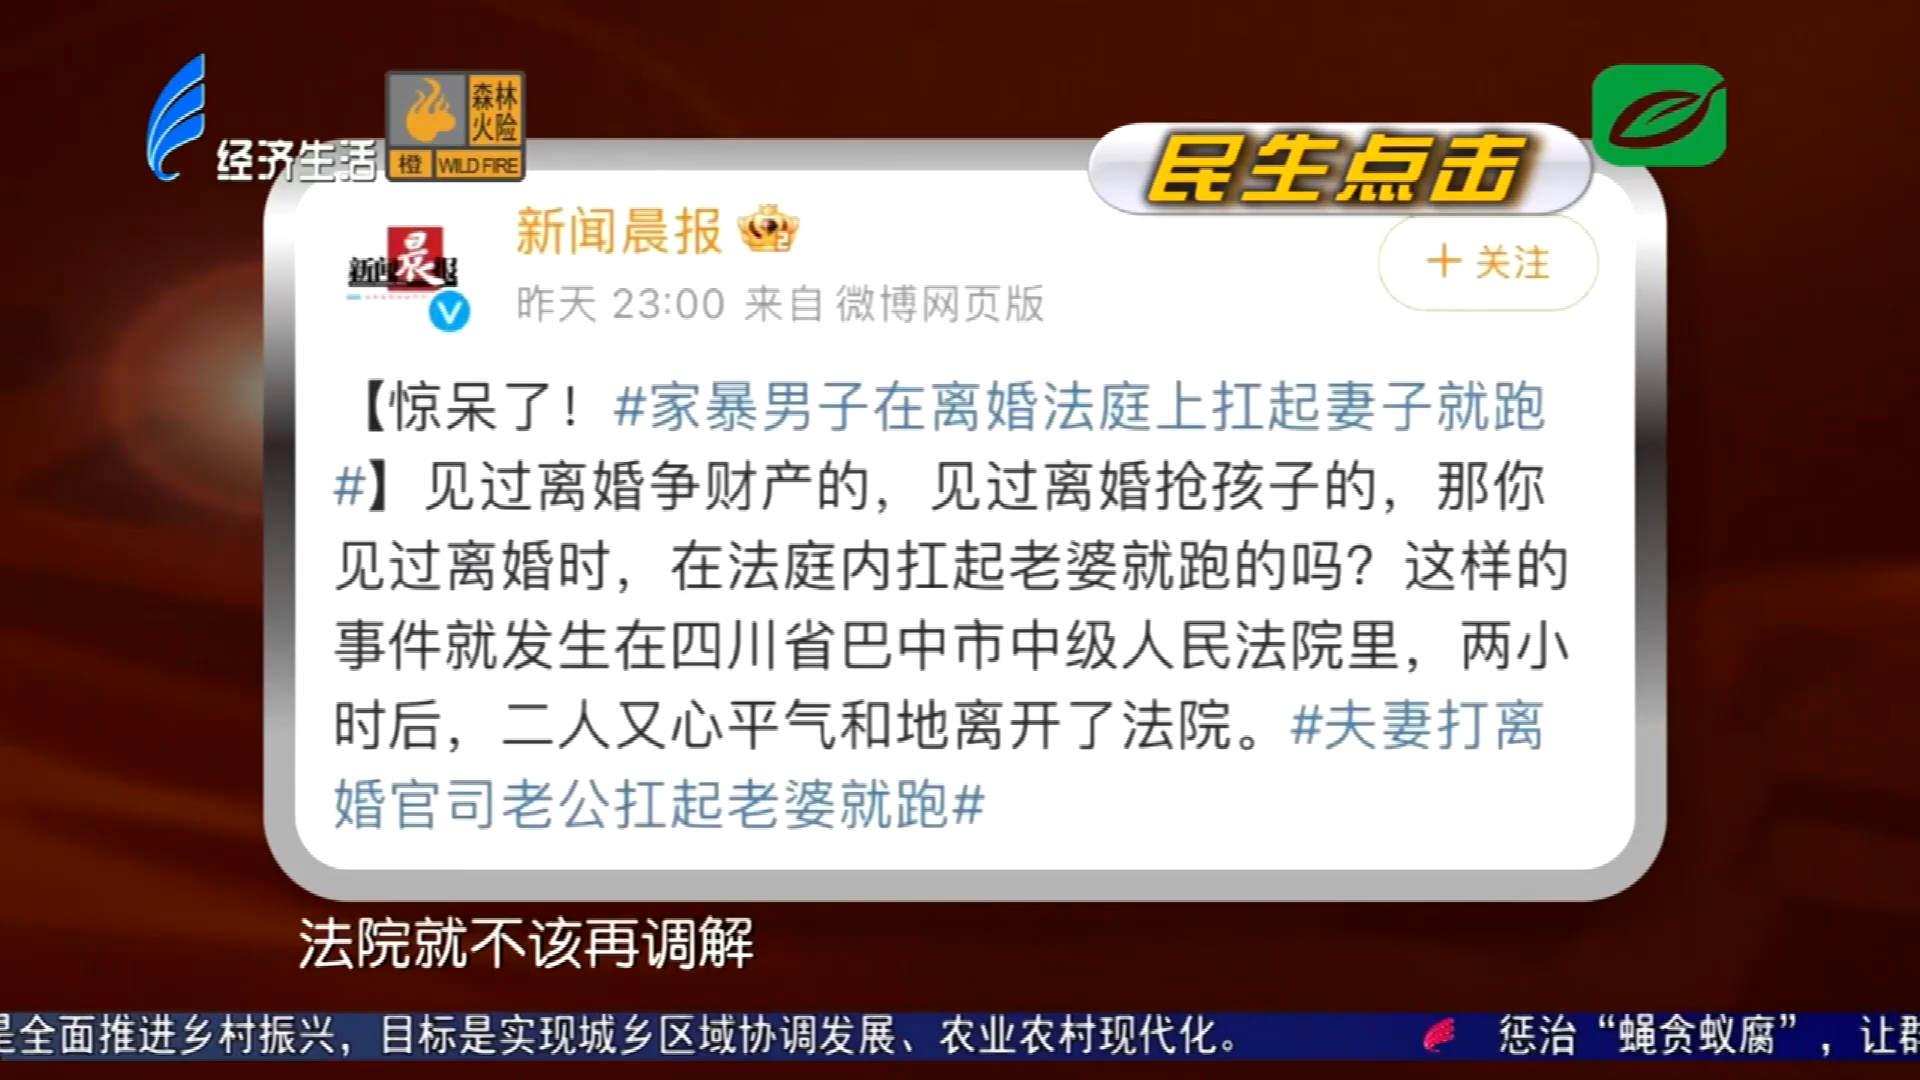 经济生活
森林
火险
橙 WILD FIRE
民生点击
新闻晨报
昨天 23:00 来自 微博网页版
+ 关注
新闻晨报
【惊呆了！#家暴男子在离婚法庭上扛起妻子就跑
#】见过离婚争财产的，见过离婚抢孩子的，那你
见过离婚时，在法庭内扛起老婆就跑的吗？这样的
事件就发生在四川省巴中市中级人民法院里，两小
时后，二人又心平气和地离开了法院。#夫妻打离
婚官司老公扛起老婆就跑#
法院就不该再调解
是全面推进乡村振兴，目标是实现城乡区域协调发展、农业农村现代化。 惩治“蝇贪蚁腐”，让群